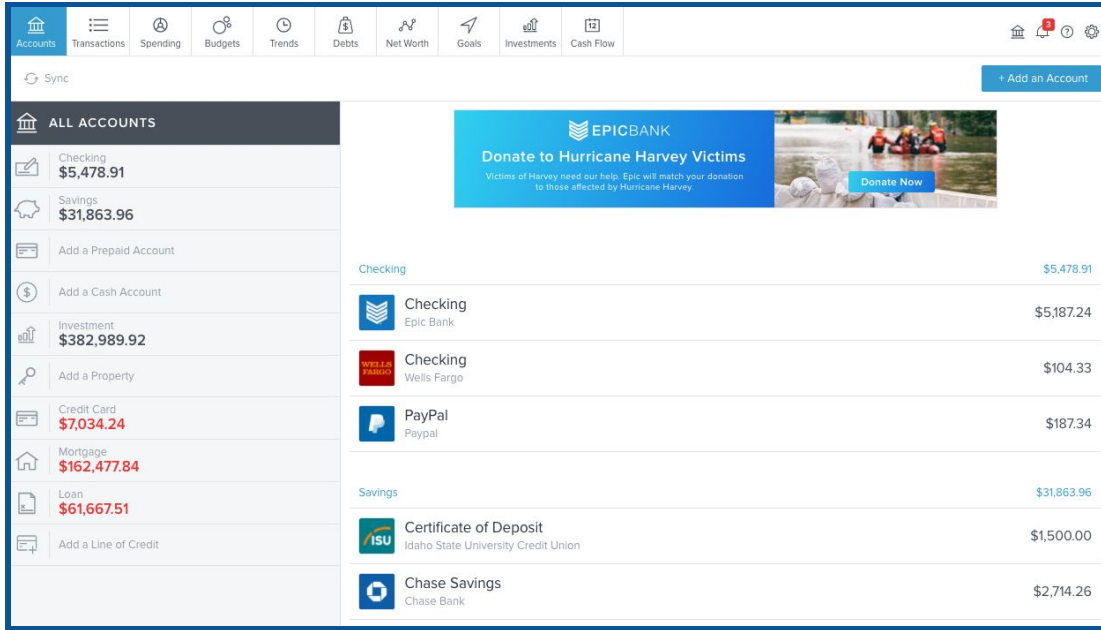 Accounts
Transactions
Spending
Budgets
Trends
Debts
Net Worth
Goals
Investments
12
Cash Flow
3
Sync
+ Add an Account
ALL ACCOUNTS
Checking
$5,478.91
Savings
$31,863.96
Add a Prepaid Account
Add a Cash Account
Investment
$382,989.92
Add a Property
Credit Card
$7,034.24
Mortgage
$162,477.84
Loan
$61,667.51
Add a Line of Credit
EPICBANK
Donate to Hurricane Harvey Victims
Victims of Harvey need our help. Epic will match your donation
to those affected by Hurricane Harvey.
Donate Now
Checking $5,478.91
Checking
Epic Bank
$5,187.24
WELLS
FARGO
Checking
Wells Fargo
$104.33
PayPal
Paypal
$187.34
Savings $31,863.96
ISU
Certificate of Deposit
Idaho State University Credit Union
$1,500.00
Chase Savings
Chase Bank
$2,714.26